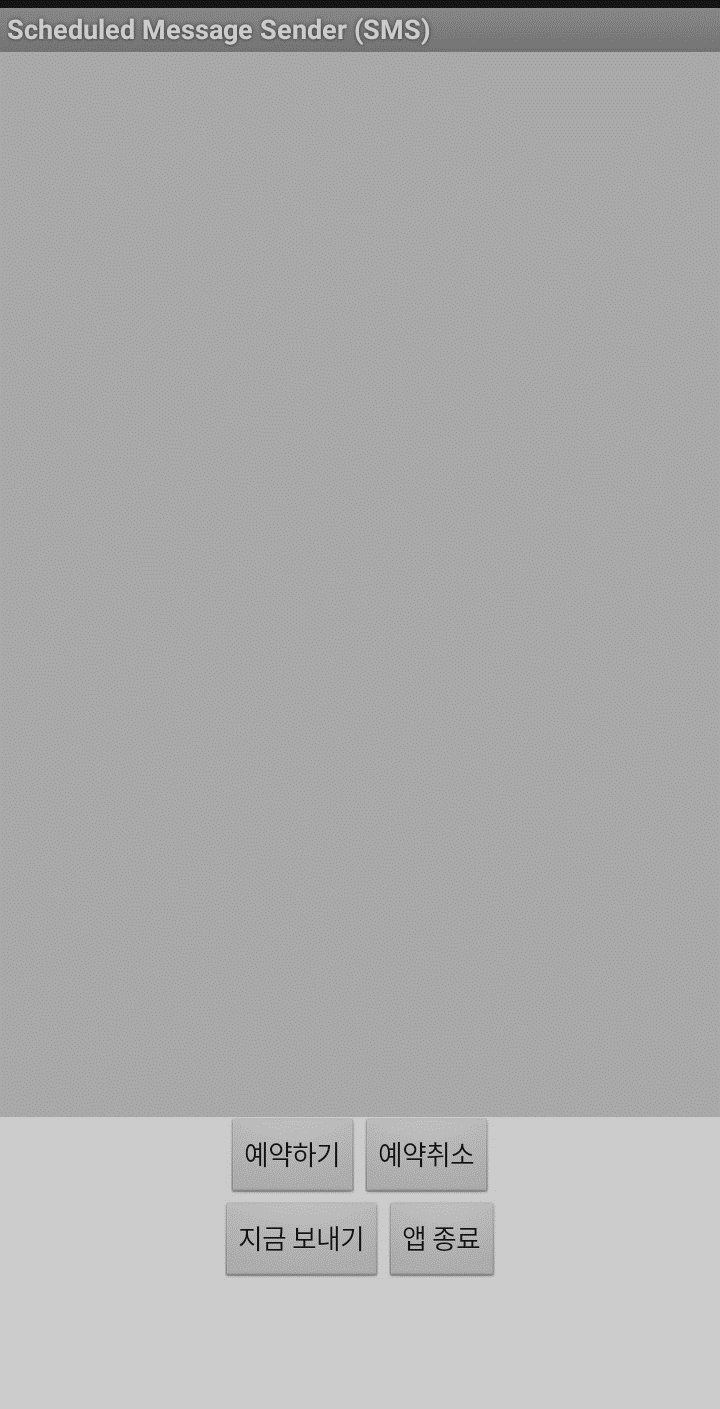 Scheduled Message Sender (SMS)
예약하기 예약취소
지금 보내기 앱 종료